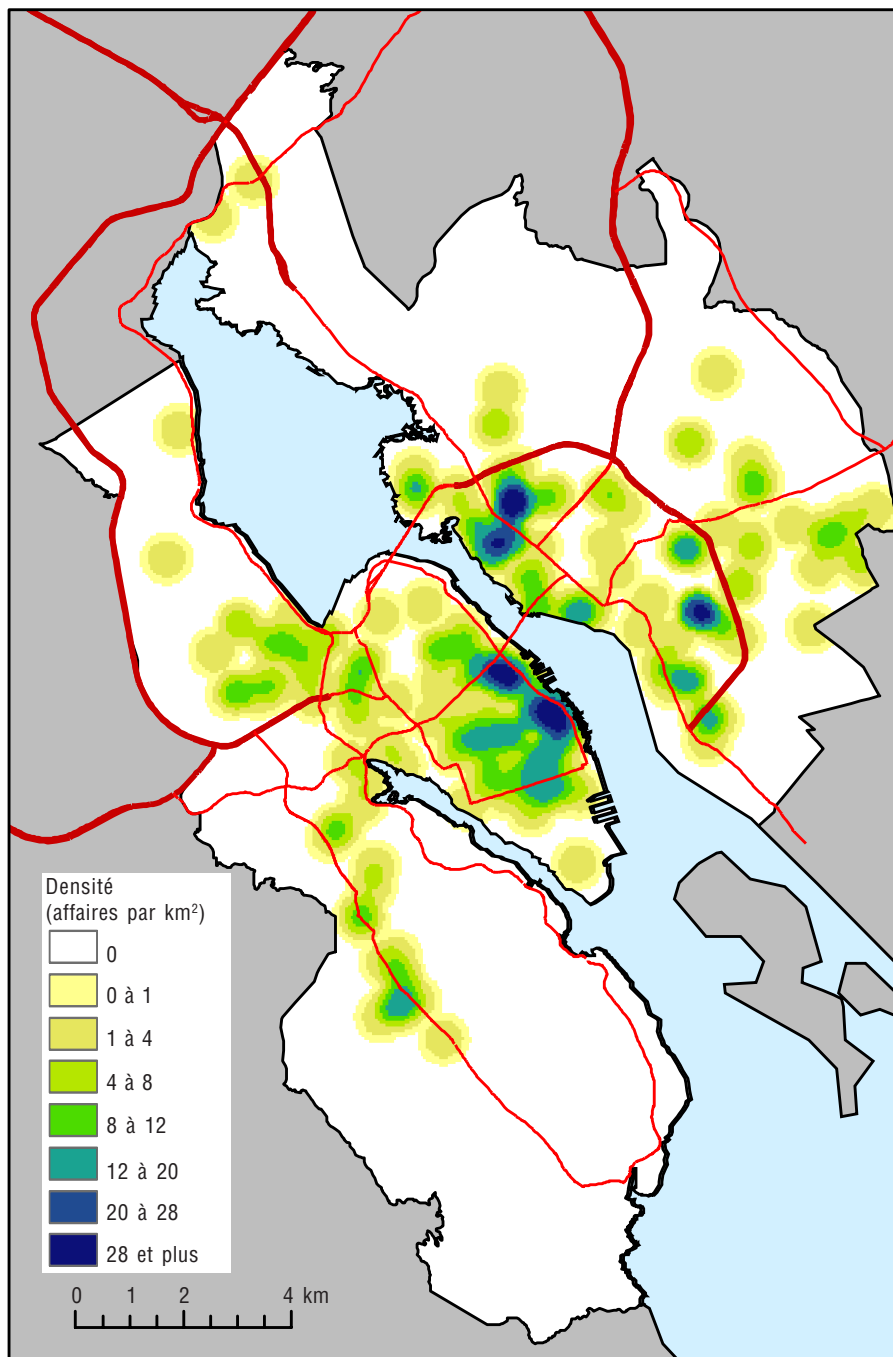 Densité
(affaires par km²)
0
0 à 1
1 à 4
4 à 8
8 à 12
12 à 20
20 à 28
28 et plus
0 1 2 4 km